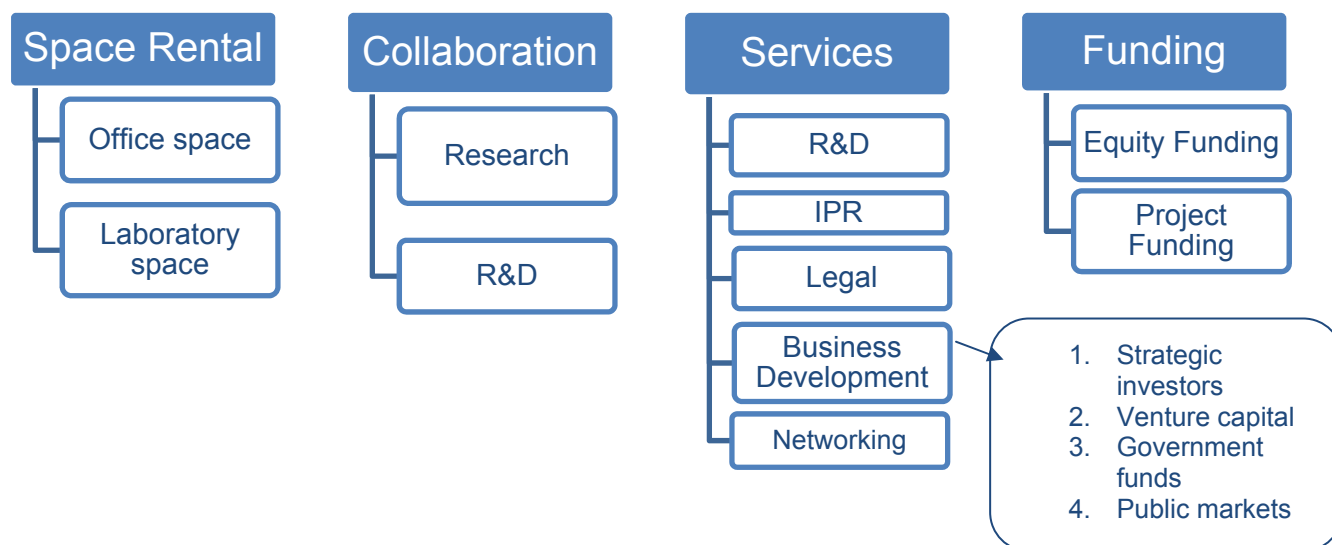 Space Rental
Office space
Laboratory
space
Collaboration
Research
R&D
Services
R&D
IPR
Legal
Business
Development
Networking
Funding
Equity Funding
Project
Funding
1. Strategic
investors
2. Venture capital
3. Government
funds
4. Public markets